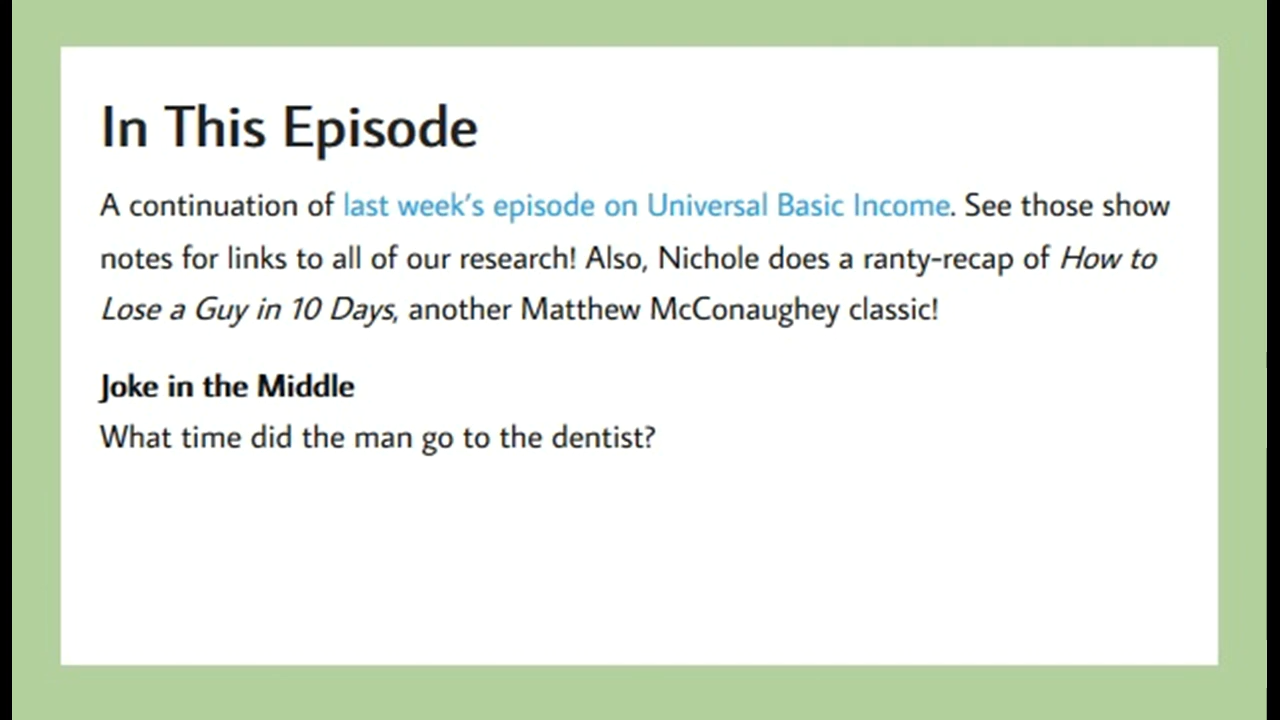 In This Episode
A continuation of last week's episode on Universal Basic Income. See those show
notes for links to all of our research! Also, Nichole does a ranty-recap of How to
Lose a Guy in 10 Days, another Matthew McConaughey classic!
Joke in the Middle
What time did the man go to the dentist?